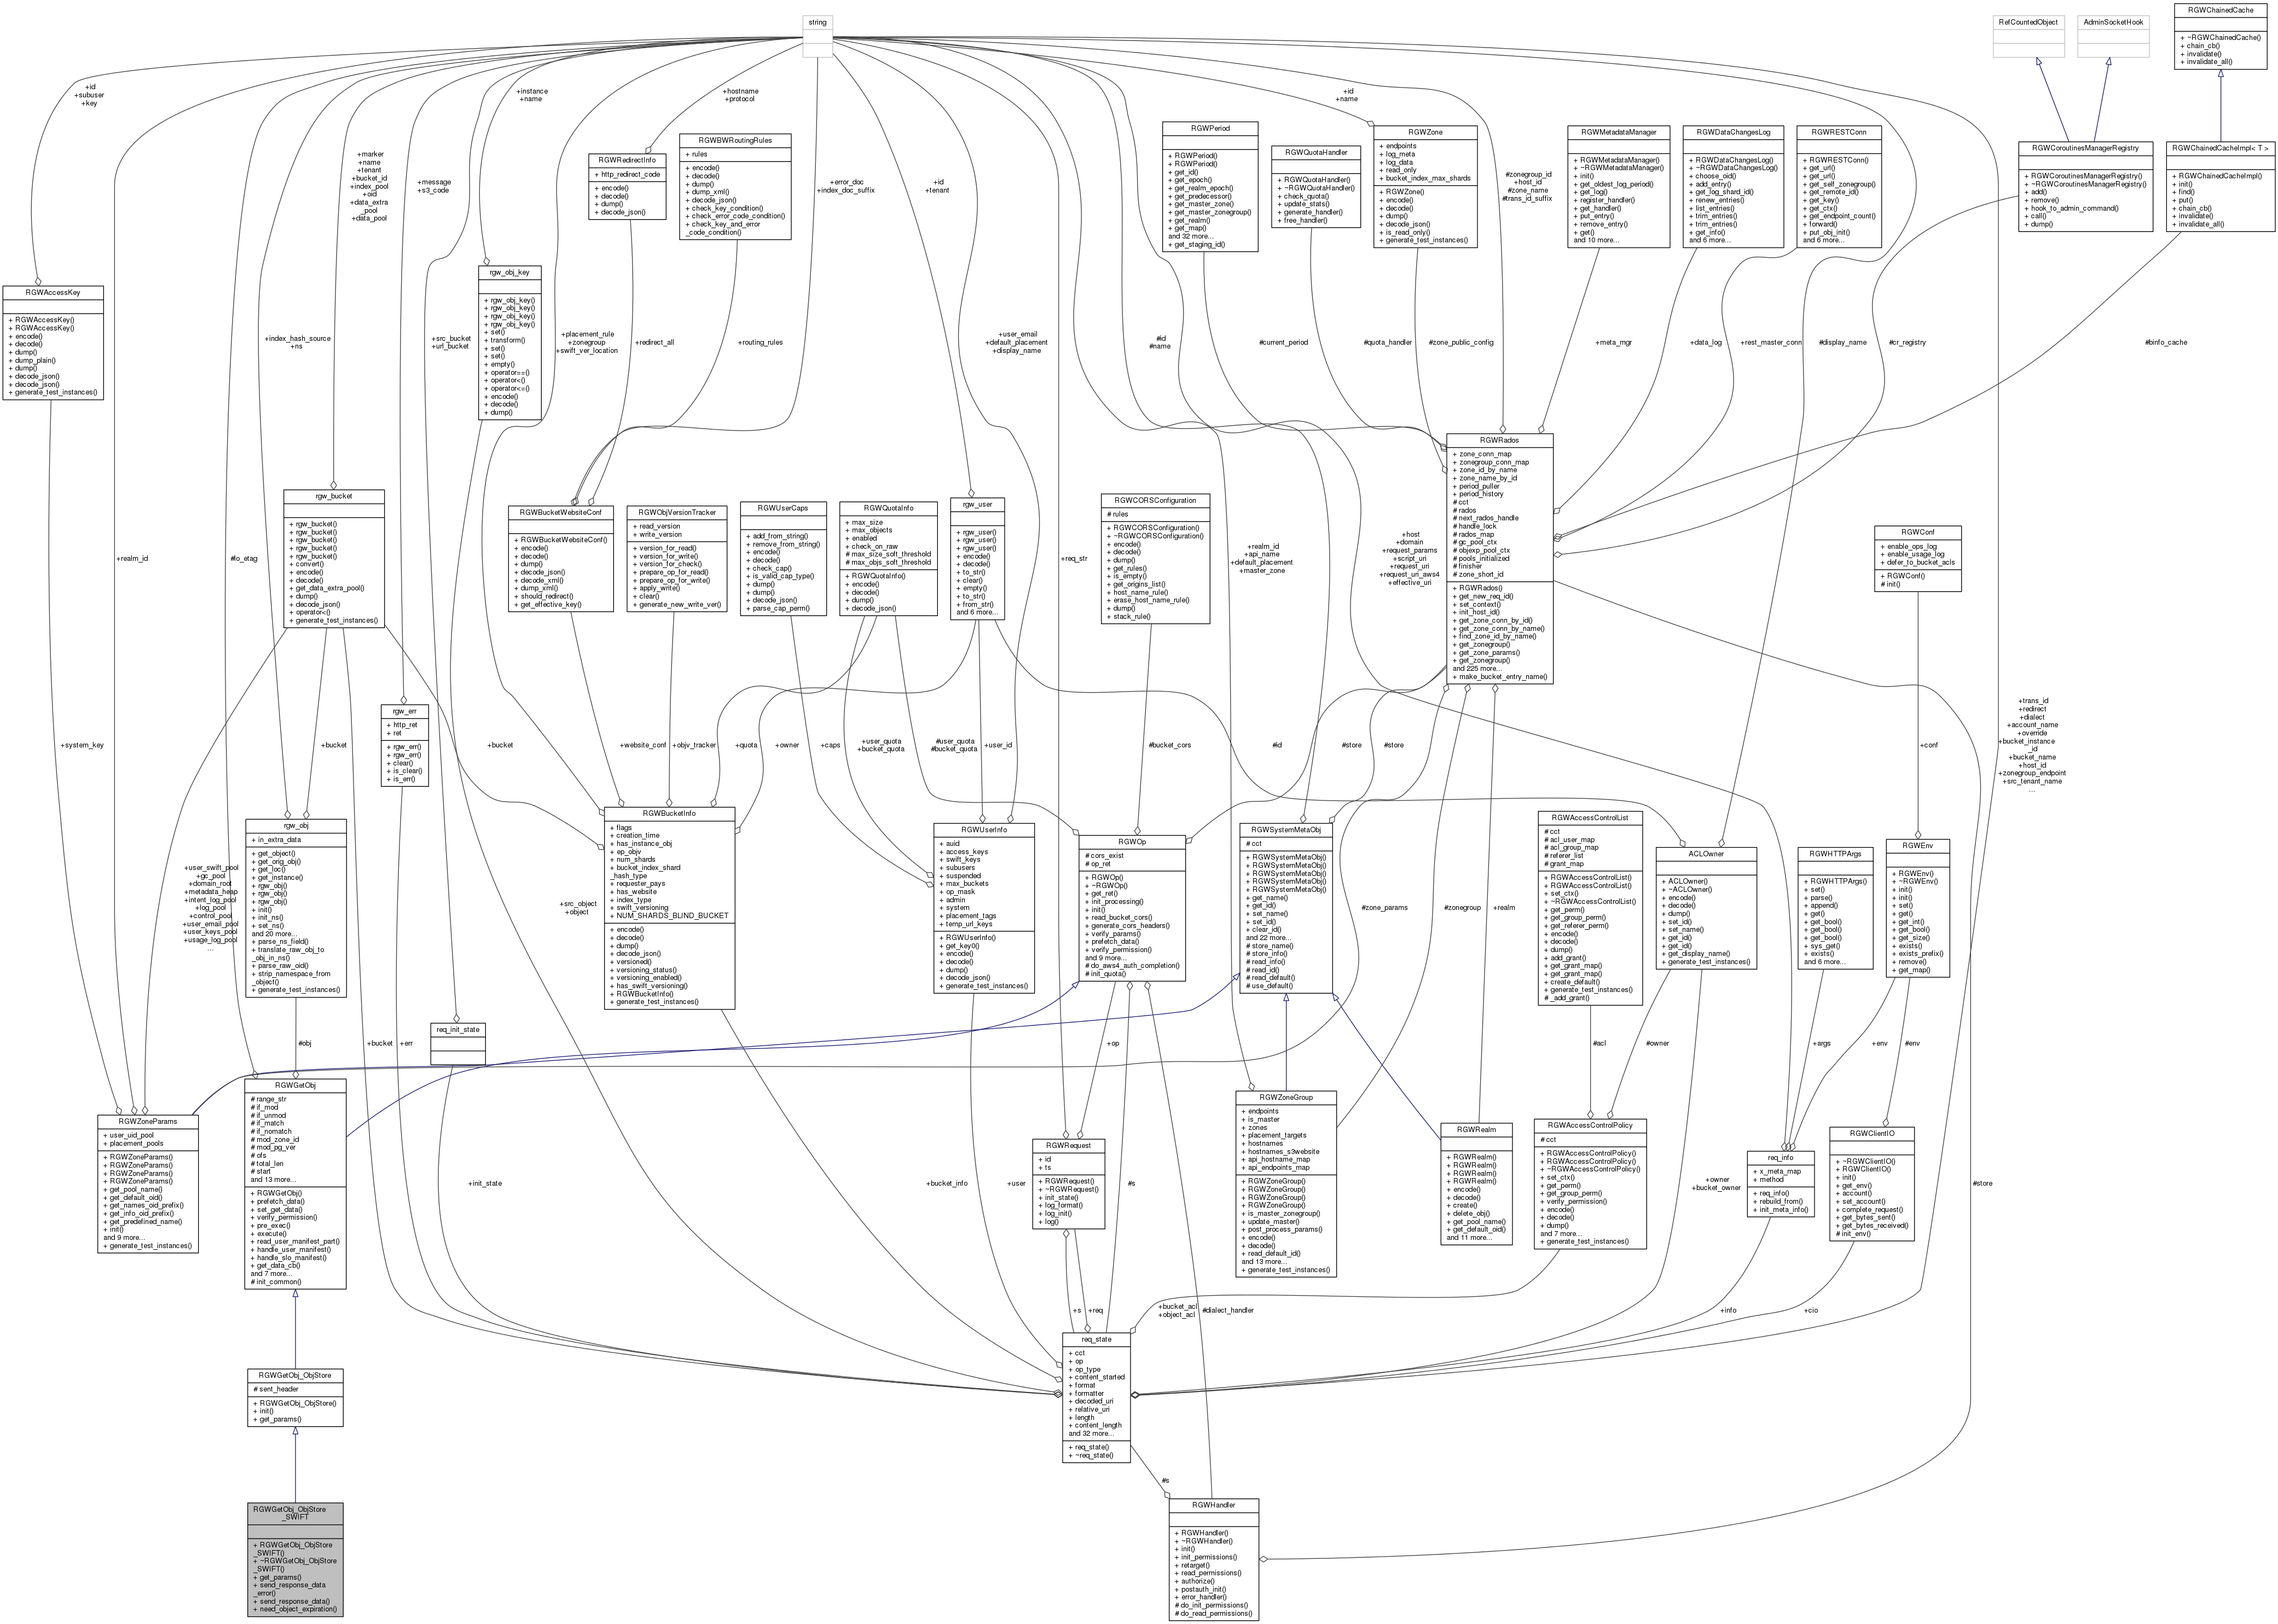 string
RefCountedObject
AdminSocketHook
RGWChainedCache
+ ~RGWChainedCache()
+ chain_cb()
+ invalidate()
+ invalidate_all()
+id
+subuser
+key
+instance
+name
+hostname
+protocol
+id
+name
RGWPeriod
+ RGWPeriod()
+ RGWPeriod()
+ get_id()
+ get_epoch()
+ get_realm_epoch()
+ get_predecessor()
+ get_master_zone()
+ get_master_zonegroup()
+ get_realm()
+ get_map()
and 32 more...
+ get_staging_id()
RGWQuotaHandler
+ RGWQuotaHandler()
+ ~RGWQuotaHandler()
+ check_quota()
+ update_stats()
+ generate_handler()
+ free_handler()
RGWZone
+ endpoints
+ log_meta
+ log_data
+ read_only
+ bucket_index_max_shards
+ RGWZone()
+ encode()
+ decode()
+ dump()
+ decode_json()
+ is_read_only()
+ generate_test_instances()
RGWMetadataManager
+ RGWMetadataManager()
+ ~RGWMetadataManager()
+ init()
+ get_oldest_log_period()
+ get_log()
+ register_handler()
+ get_handler()
+ put_entry()
+ remove_entry()
+ get()
and 10 more...
RGWDataChangesLog
+ RGWDataChangesLog()
+ ~RGWDataChangesLog()
+ choose_oid()
+ add_entry()
+ get_log_shard_id()
+ renew_entries()
+ list_entries()
+ trim_entries()
+ trim_entries()
+ get_info()
and 6 more...
RGWRESTConn
+ RGWRESTConn()
+ get_url()
+ get_url()
+ get_self_zonegroup()
+ get_remote_id()
+ get_key()
+ get_ctx()
+ get_endpoint_count()
+ forward()
+ put_obj_init()
and 6 more...
RGWCoroutinesManagerRegistry
+ RGWCoroutinesManagerRegistry()
+ ~RGWCoroutinesManagerRegistry()
+ add()
+ remove()
+ hook_to_admin_command()
+ call()
+ dump()
RGWChainedCacheImpl< T >
+ RGWChainedCacheImpl()
+ init()
+ find()
+ put()
+ chain_cb()
+ invalidate()
+ invalidate_all()
RGWBWRoutingRules
+ rules
+ encode()
+ decode()
+ dump()
+ dump_xml()
+ decode_json()
+ check_key_condition()
+ check_error_code_condition()
+ check_key_and_error
_code_condition()
RGWRedirectInfo
+ http_redirect_code
+ encode()
+ decode()
+ dump()
+ decode_json()
+marker
+name
+tenant
+bucket_id
+index_pool
+oid
+data_extra
_pool
+data_pool
+message
+s3_code
+error_doc
+index_doc_suffix
+id
+tenant
#zonegroup_id
+host_id
#zone_name
#trans_id_suffix
rgw_obj_key
+ rgw_obj_key()
+ rgw_obj_key()
+ rgw_obj_key()
+ rgw_obj_key()
+ set()
+ transform()
+ set()
+ set()
+ empty()
+ operator==()
+ operator<()
+ operator<=()
+ encode()
+ decode()
+ dump()
RGWAccessKey
+ RGWAccessKey()
+ RGWAccessKey()
+ encode()
+ decode()
+ dump()
+ dump_plain()
+ dump()
+ decode_json()
+ decode_json()
+ generate_test_instances()
+index_hash_source
+ns
+src_bucket
+url_bucket
+placement_rule
+zonegroup
+swift_ver_location
+redirect_all
+routing_rules
+user_email
+default_placement
+display_name
#id
#name
#current_period
#quota_handler
#zone_public_config
+meta_mgr
+data_log
+rest_master_conn
#display_name
#cr_registry
#binfo_cache
RGWRados
+ zone_conn_map
+ zonegroup_conn_map
+ zone_id_by_name
+ zone_name_by_id
+ period_puller
+ period_history
# cct
# rados
# next_rados_handle
# handle_lock
# rados_map
# gc_pool_ctx
# objexp_pool_ctx
# pools_initialized
# finisher
# zone_short_id
+ RGWRados()
+ get_new_req_id()
+ set_context()
+ init_host_id()
+ get_zone_conn_by_id()
+ get_zone_conn_by_name()
+ find_zone_id_by_name()
+ get_zonegroup()
+ get_zone_params()
+ get_zonegroup()
and 225 more...
+ make_bucket_entry_name()
rgw_bucket
+ rgw_bucket()
+ rgw_bucket()
+ rgw_bucket()
+ rgw_bucket()
+ rgw_bucket()
+ convert()
+ encode()
+ decode()
+ get_data_extra_pool()
+ dump()
+ decode_json()
+ operator<()
+ generate_test_instances()
RGWBucketWebsiteConf
+ RGWBucketWebsiteConf()
+ encode()
+ decode()
+ dump()
+ decode_json()
+ decode_xml()
+ dump_xml()
+ should_redirect()
+ get_effective_key()
RGWObjVersionTracker
+ read_version
+ write_version
+ version_for_read()
+ version_for_write()
+ version_for_check()
+ prepare_op_for_read()
+ prepare_op_for_write()
+ apply_write()
+ clear()
+ generate_new_write_ver()
RGWUserCaps
+ add_from_string()
+ remove_from_string()
+ encode()
+ decode()
+ check_cap()
+ is_valid_cap_type()
+ dump()
+ dump()
+ decode_json()
+ parse_cap_perm()
RGWQuotaInfo
+ max_size
+ max_objects
+ enabled
+ check_on_raw
# max_size_soft_threshold
# max_objs_soft_threshold
+ RGWQuotaInfo()
+ encode()
+ decode()
+ dump()
+ decode_json()
rgw_user
+ rgw_user()
+ rgw_user()
+ rgw_user()
+ encode()
+ decode()
+ to_str()
+ clear()
+ empty()
+ to_str()
+ from_str()
and 6 more...
RGWCORSConfiguration
# rules
+ RGWCORSConfiguration()
+ ~RGWCORSConfiguration()
+ encode()
+ decode()
+ dump()
+ get_rules()
+ is_empty()
+ get_origins_list()
+ host_name_rule()
+ erase_host_name_rule()
+ dump()
+ stack_rule()
RGWConf
+ enable_ops_log
+ enable_usage_log
+ defer_to_bucket_acls
+ RGWConf()
# init()
+realm_id
#lo_etag
+req_str
+realm_id
+api_name
+default_placement
+master_zone
+host
+domain
+request_params
+script_uri
+request_uri
+request_uri_aws4
+effective_uri
rgw_err
+ http_ret
+ ret
+ rgw_err()
+ rgw_err()
+ clear()
+ is_clear()
+ is_err()
+system_key
+bucket
+bucket
+website_conf
+objv_tracker
+quota
+owner
+caps
+user_quota
+bucket_quota
#user_quota
#bucket_quota
+user_id
#bucket_cors
#id
#store
#store
+conf
+trans_id
+redirect
+dialect
+account_name
+override
+bucket_instance
_id
+bucket_name
+host_id
+zonegroup_endpoint
+src_tenant_name
...
rgw_obj
+ in_extra_data
+ get_object()
+ get_orig_obj()
+ get_loc()
+ get_instance()
+ rgw_obj()
+ rgw_obj()
+ rgw_obj()
+ init()
+ init_ns()
+ set_ns()
and 20 more...
+ parse_ns_field()
+ translate_raw_obj_to
_obj_in_ns()
+ parse_raw_oid()
+ strip_namespace_from
_object()
+ generate_test_instances()
RGWBucketInfo
+ flags
+ creation_time
+ has_instance_obj
+ ep_objv
+ num_shards
+ bucket_index_shard
_hash_type
+ requester_pays
+ has_website
+ index_type
+ swift_versioning
+ NUM_SHARDS_BLIND_BUCKET
+ encode()
+ decode()
+ dump()
+ decode_json()
+ versioned()
+ versioning_status()
+ versioning_enabled()
+ has_swift_versioning()
+ RGWBucketInfo()
+ generate_test_instances()
RGWUserInfo
+ auid
+ access_keys
+ swift_keys
+ subusers
+ suspended
+ max_buckets
+ op_mask
+ admin
+ system
+ placement_tags
+ temp_url_keys
+ RGWUserInfo()
+ get_key0()
+ encode()
+ decode()
+ dump()
+ decode_json()
+ generate_test_instances()
RGWOp
# cors_exist
# op_ret
+ RGWOp()
+ ~RGWOp()
+ get_ret()
+ init_processing()
+ init()
+ read_bucket_cors()
+ generate_cors_headers()
+ verify_params()
+ prefetch_data()
+ verify_permission()
and 9 more...
# do_aws4_auth_completion()
# init_quota()
RGWSystemMetaObj
# cct
+ RGWSystemMetaObj()
+ RGWSystemMetaObj()
+ RGWSystemMetaObj()
+ RGWSystemMetaObj()
+ RGWSystemMetaObj()
+ get_name()
+ get_id()
+ set_name()
+ set_id()
+ clear_id()
and 22 more...
# store_name()
# store_info()
# read_info()
# read_id()
# read_default()
# use_default()
RGWAccessControlList
# cct
# acl_user_map
# acl_group_map
# referer_list
# grant_map
+ RGWAccessControlList()
+ RGWAccessControlList()
+ set_ctx()
+ ~RGWAccessControlList()
+ get_perm()
+ get_group_perm()
+ get_referer_perm()
+ encode()
+ decode()
+ dump()
+ add_grant()
+ get_grant_map()
+ get_grant_map()
+ create_default()
+ generate_test_instances()
# _add_grant()
ACLOwner
+ ACLOwner()
+ ~ACLOwner()
+ encode()
+ decode()
+ dump()
+ set_id()
+ set_name()
+ get_id()
+ get_id()
+ get_display_name()
+ generate_test_instances()
RGWHTTPArgs
+ RGWHTTPArgs()
+ set()
+ parse()
+ append()
+ get()
+ get_bool()
+ get_bool()
+ get_bool()
+ sys_get()
+ exists()
and 6 more...
RGWEnv
+ RGWEnv()
+ ~RGWEnv()
+ init()
+ init()
+ set()
+ get()
+ get_int()
+ get_bool()
+ get_size()
+ exists()
+ exists_prefix()
+ remove()
+ get_map()
+user_swift_pool
+gc_pool
+domain_root
+metadata_heap
+intent_log_pool
+log_pool
+control_pool
+user_email_pool
+user_keys_pool
+usage_log_pool
...
+src_object
+object
#zone_params
#zonegroup
+realm
req_init_state
#obj
+bucket
+err
+op
#acl
#owner
+args
+env
#env
RGWZoneParams
+ user_uid_pool
+ placement_pools
+ RGWZoneParams()
+ RGWZoneParams()
+ RGWZoneParams()
+ RGWZoneParams()
+ get_pool_name()
+ get_default_oid()
+ get_names_oid_prefix()
+ get_info_oid_prefix()
+ get_predefined_name()
+ init()
and 9 more...
+ generate_test_instances()
RGWGetObj
# range_str
# if_mod
# if_unmod
# if_match
# if_nomatch
# mod_zone_id
# mod_pg_ver
# ofs
# total_len
# start
and 13 more...
+ RGWGetObj()
+ prefetch_data()
+ set_get_data()
+ verify_permission()
+ pre_exec()
+ execute()
+ read_user_manifest_part()
+ handle_user_manifest()
+ handle_slo_manifest()
+ get_data_cb()
and 7 more...
# init_common()
RGWRequest
+ id
+ ts
+ RGWRequest()
+ ~RGWRequest()
+ init_state()
+ log_format()
+ log_init()
+ log()
RGWZoneGroup
+ endpoints
+ is_master
+ zones
+ placement_targets
+ hostnames
+ hostnames_s3website
+ api_hostname_map
+ api_endpoints_map
+ RGWZoneGroup()
+ RGWZoneGroup()
+ RGWZoneGroup()
+ RGWZoneGroup()
+ is_master_zonegroup()
+ update_master()
+ post_process_params()
+ encode()
+ decode()
+ read_default_id()
and 13 more...
+ generate_test_instances()
RGWRealm
+ RGWRealm()
+ RGWRealm()
+ RGWRealm()
+ RGWRealm()
+ encode()
+ decode()
+ create()
+ delete_obj()
+ get_pool_name()
+ get_default_oid()
and 11 more...
RGWAccessControlPolicy
# cct
+ RGWAccessControlPolicy()
+ RGWAccessControlPolicy()
+ ~RGWAccessControlPolicy()
+ set_ctx()
+ get_perm()
+ get_group_perm()
+ verify_permission()
+ encode()
+ decode()
+ dump()
and 7 more...
+ generate_test_instances()
req_info
+ x_meta_map
+ method
+ req_info()
+ rebuild_from()
+ init_meta_info()
RGWClientIO
+ ~RGWClientIO()
+ RGWClientIO()
+ init()
+ get_env()
+ account()
+ set_account()
+ complete_request()
+ get_bytes_sent()
+ get_bytes_received()
# init_env()
+init_state
+bucket_info
+user
#s
+owner
+bucket_owner
#store
+s
+req
+bucket_acl
+object_acl
#dialect_handler
+info
+cio
req_state
+ cct
+ op
+ op_type
+ content_started
+ format
+ formatter
+ decoded_uri
+ relative_uri
+ length
+ content_length
and 32 more...
+ req_state()
+ ~req_state()
RGWGetObj_ObjStore
# sent_header
+ RGWGetObj_ObjStore()
+ init()
+ get_params()
#s
RGWGetObj_ObjStore
_SWIFT
+ RGWGetObj_ObjStore
_SWIFT()
+ ~RGWGetObj_ObjStore
_SWIFT()
+ get_params()
+ send_response_data
_error()
+ send_response_data()
+ need_object_expiration()
RGWHandler
+ RGWHandler()
+ ~RGWHandler()
+ init()
+ init_permissions()
+ retarget()
+ read_permissions()
+ authorize()
+ postauth_init()
+ error_handler()
# do_init_permissions()
# do_read_permissions()